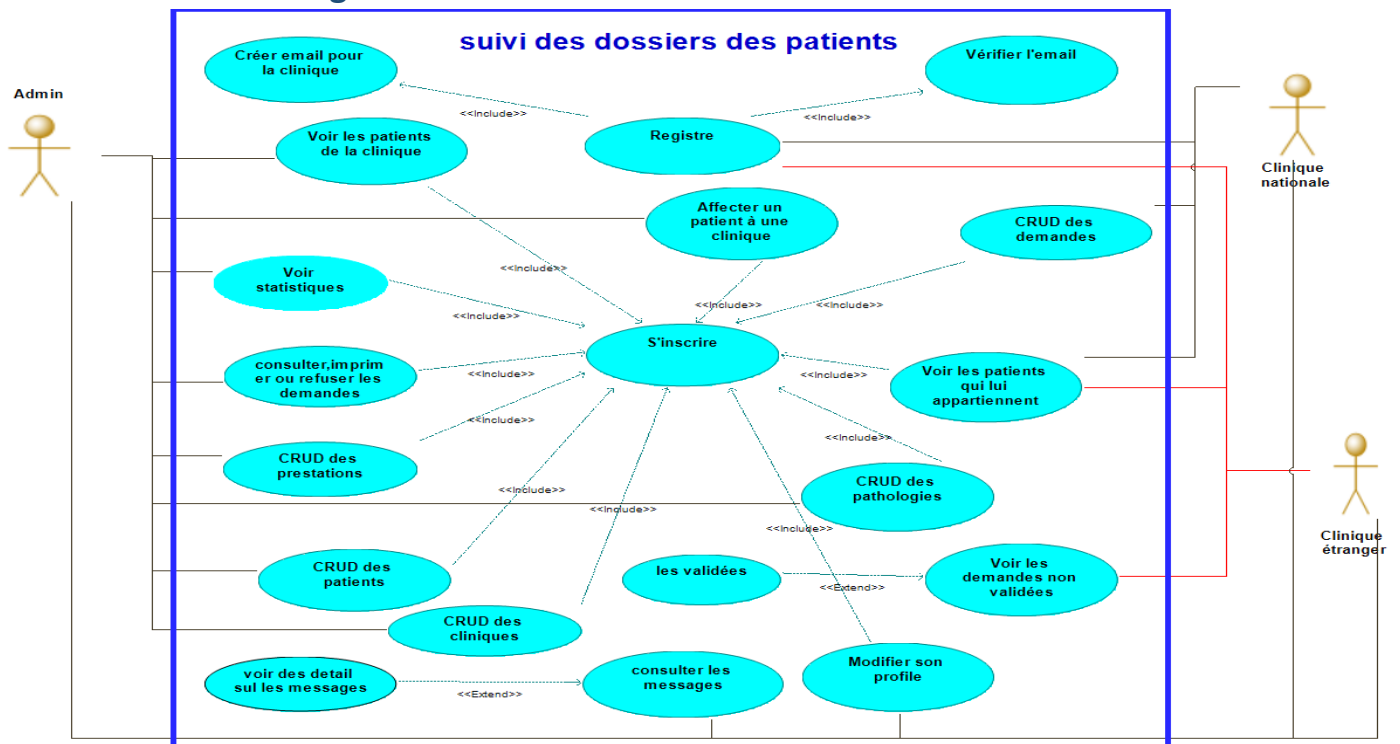 suivi des dossiers des patients
Créer email pour
la clinique
Vérifier l'email
Admin
<<Include>>
<<Include>>
Voir les patients
de la clinique
Registre
Clinique
nationale
Affecter un
patient à une
clinique
CRUD des
demandes
Voir
statistiques
<<Include>>
<<Include>>
<<Include>>
<<Include>>
S'inscrire
consulter,imprim
er ou refuser les
demandes
<<Include>>
<<Include>>
Voir les patients
qui lui
appartiennent
<<Include>>
<<Include>>
CRUD des
prestations
CRUD des
pathologies
<<Include>>
<<Include>>
<<Include>>
Clinique
étranger
CRUD des
patients
les validées
<<Extend>>
Voir les
demandes non
validées
CRUD des
cliniques
voir des detail
sul les messages
<<Extend>>
consulter les
messages
Modifier son
profile